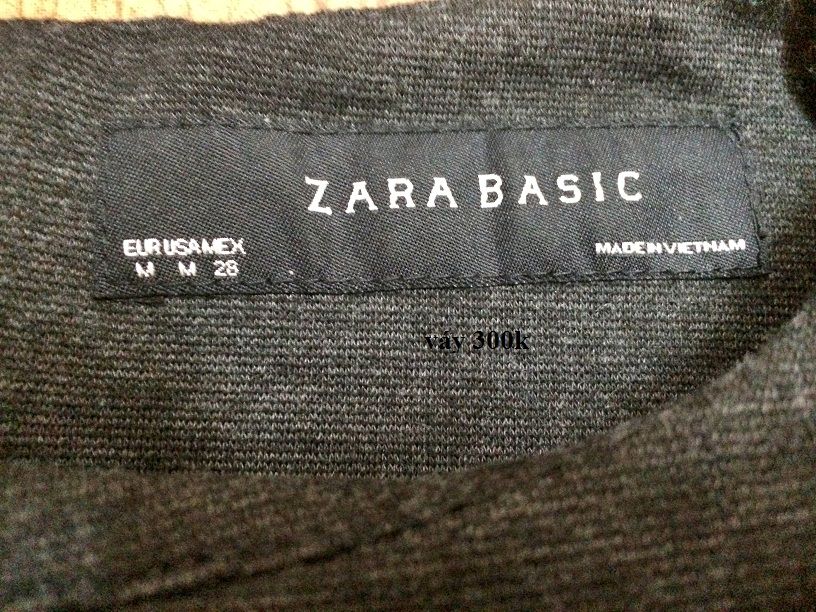 ZARA BASIC
EUR USA MEX
M M 28
MADE IN VIETNAM
váy 300k